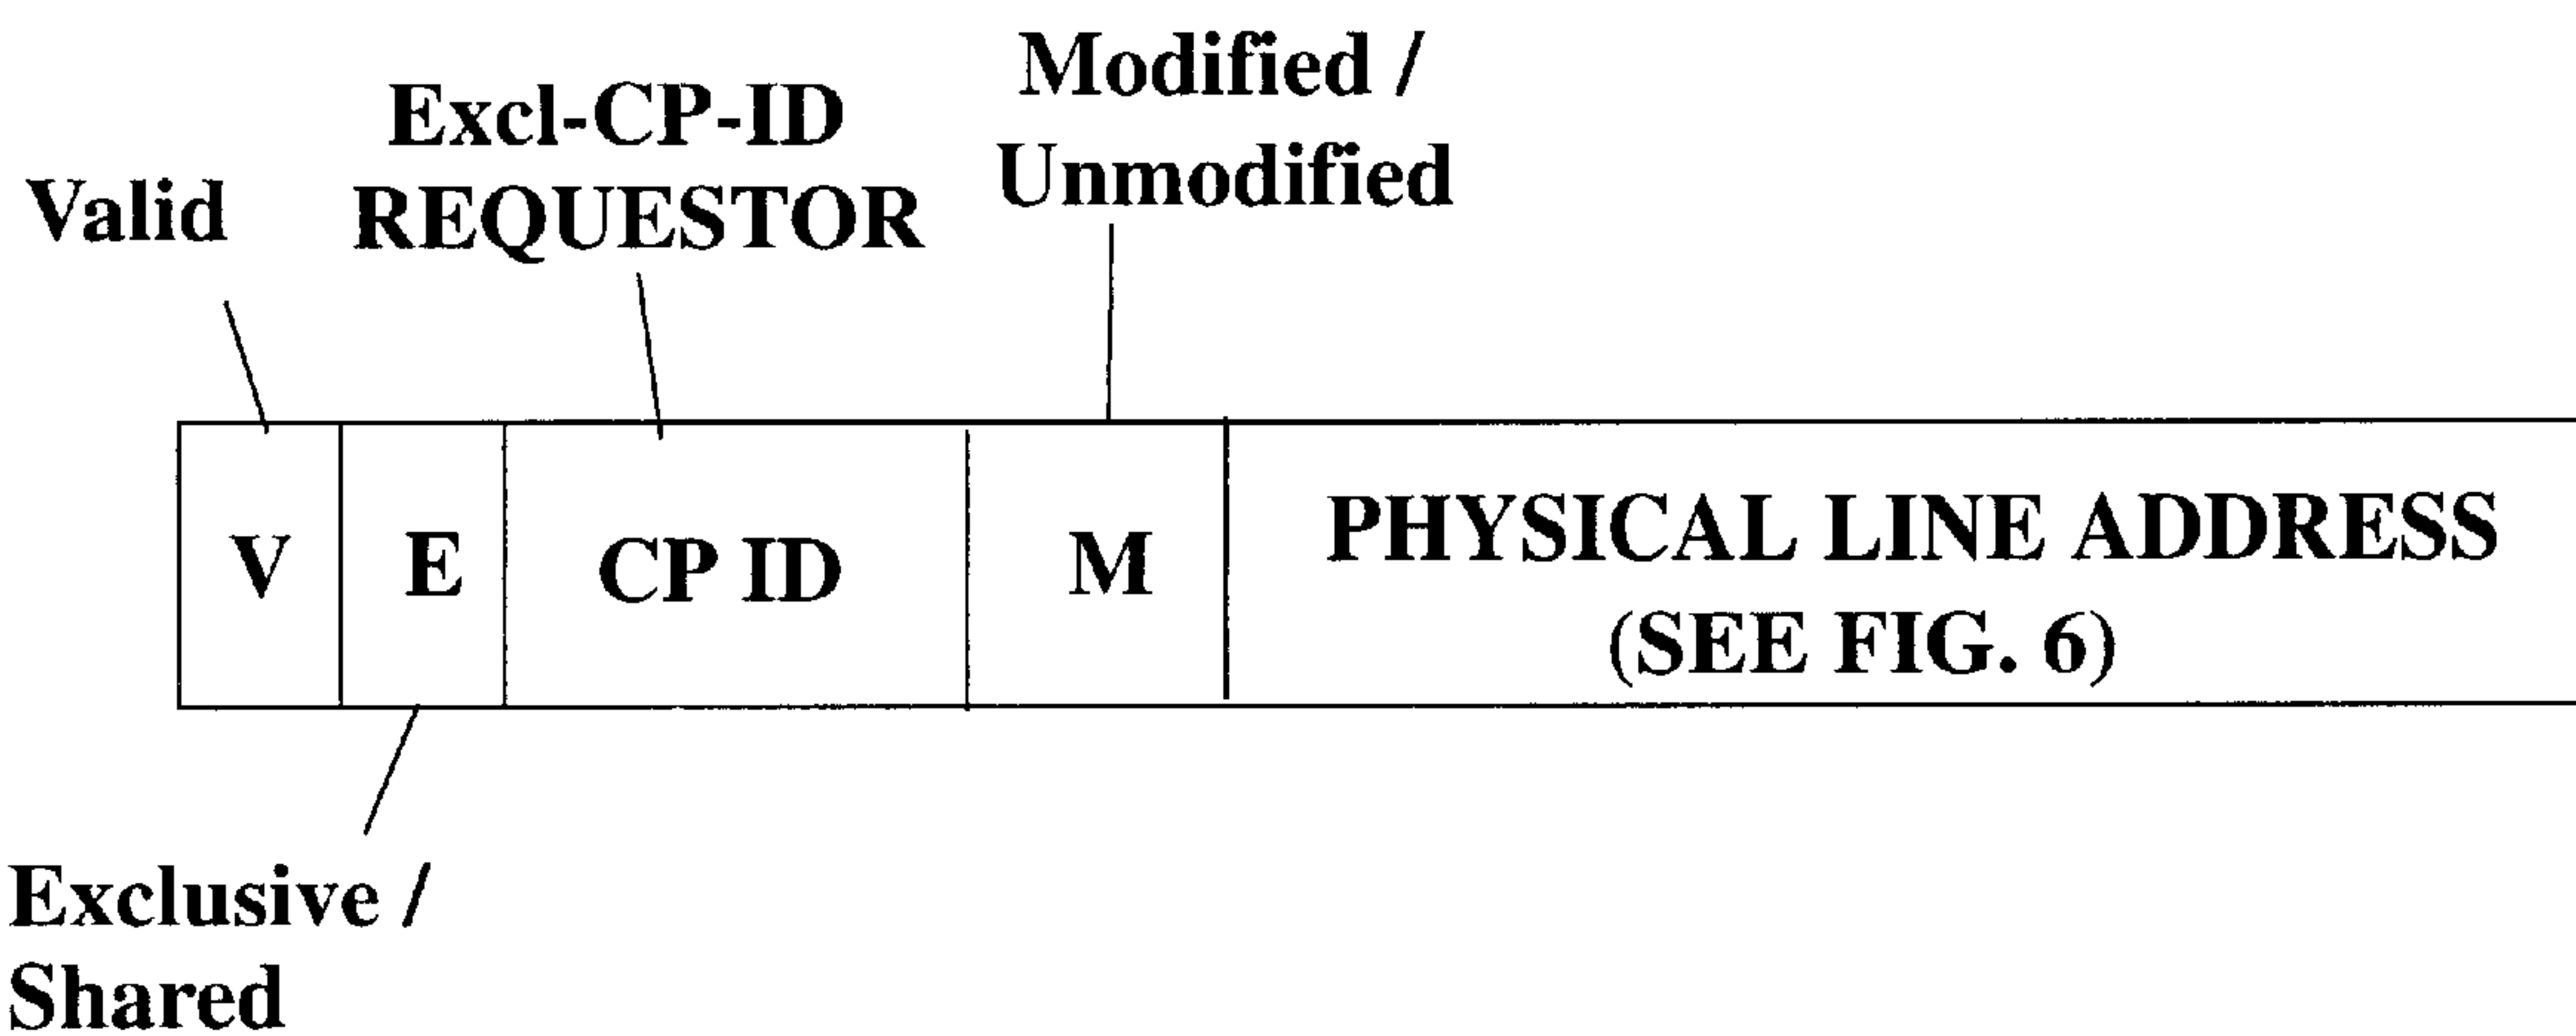 Modified /
Unmodified
Excl-CP-ID
REQUESTOR
Valid
V
E
CP ID
M
PHYSICAL LINE ADDRESS
(SEE FIG. 6)
Exclusive /
Shared